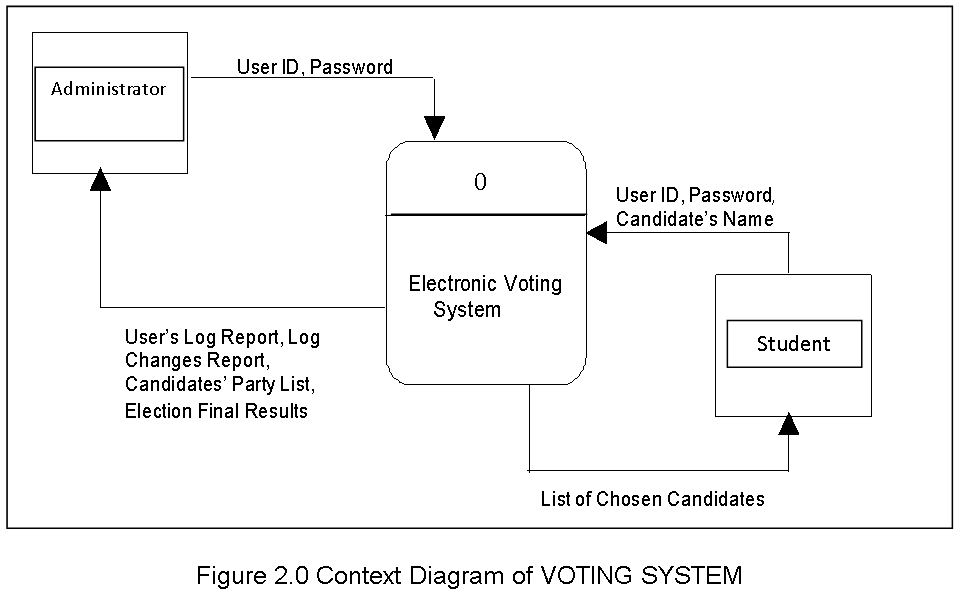 Administrator
User ID, Password
0
Electronic Voting
System
User ID, Password,
Candidate's Name
Student
User's Log Report, Log
Changes Report,
Candidates' Party List,
Election Final Results
List of Chosen Candidates
Figure 2.0 Context Diagram of VOTING SYSTEM